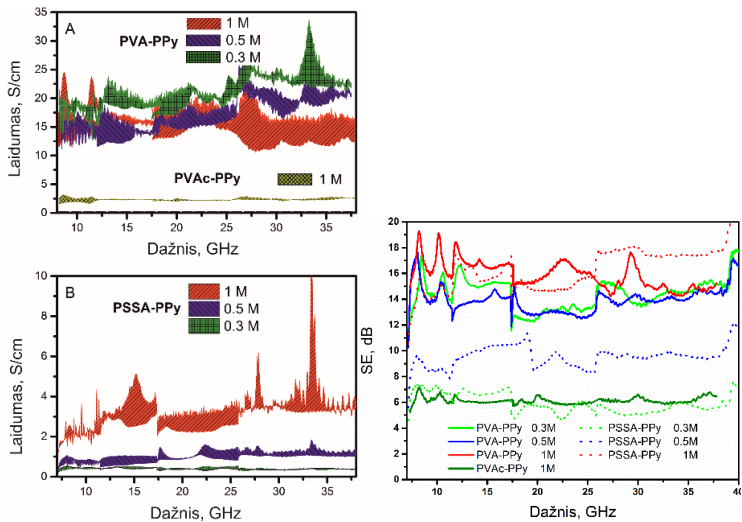 A
PVA-PPy
1 M
0.5 M
0.3 M
PVAc-PPy
1 M
Laidumas, S/cm
35
30
25
20
15
10
5
0
10 15 20 25 30 35
Dažnis, GHz
B
PSSA-PPy
1 M
0.5 M
0.3 M
Laidumas, S/cm
10
8
6
4
2
0
10 15 20 25 30 35
Dažnis, GHz
SE, dB
20
18
16
14
12
10
8
6
4
2
0
PVA-PPy 0.3M PSSA-PPy 0.3M
PVA-PPy 0.5M PSSA-PPy 0.5M
PVA-PPy 1M PSSA-PPy 1M
PVAc-PPy 1M
10 15 20 25 30 35 40
Dažnis, GHz